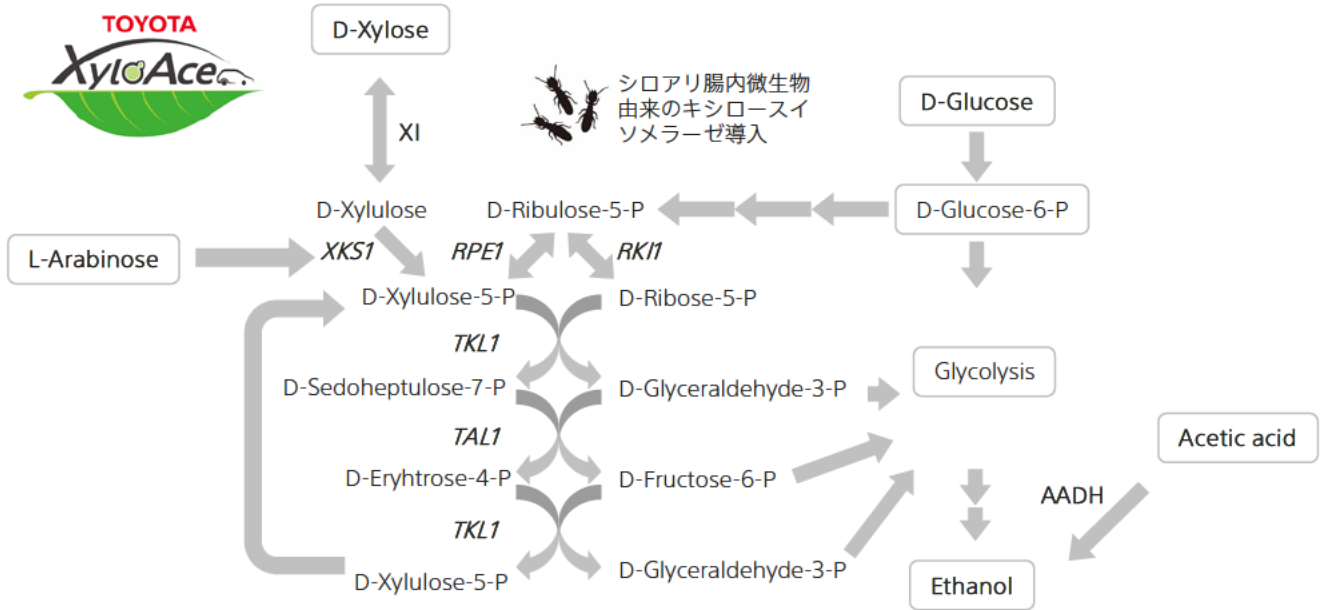 TOYOTA
XyloAce
D-Xylose
シロアリ腸内微生物
由来のキシロースイ
ソメラーゼ導入
D-Glucose
XI
D-Xylulose
D-Ribulose-5-P
D-Glucose-6-P
L-Arabinose
XKS1
RPE1
RKI1
D-Xylulose-5-P
D-Ribose-5-P
TKL1
D-Sedoheptulose-7-P
D-Glyceraldehyde-3-P
Glycolysis
TAL1
Acetic acid
D-Eryhtrose-4-P
D-Fructose-6-P
AADH
TKL1
D-Xylulose-5-P
D-Glyceraldehyde-3-P
Ethanol